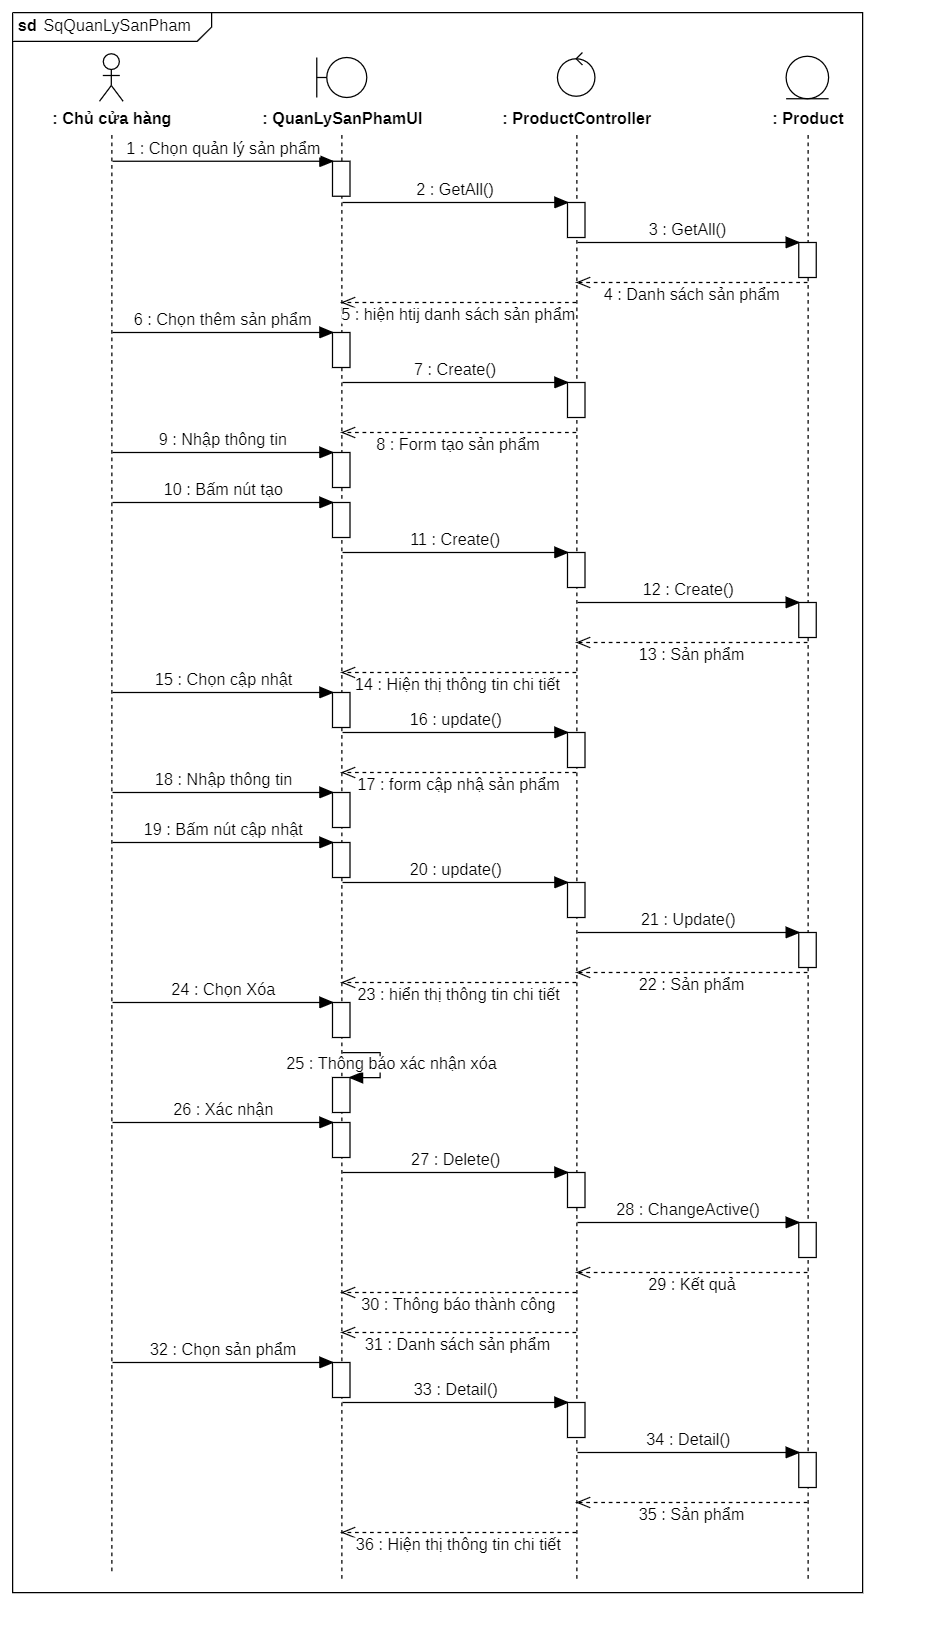 sd SqQuanLySanPham
: Chủ cửa hàng
: QuanLySanPhamUI
: ProductController
: Product
1 : Chọn quản lý sản phẩm
2 : GetAll()
3 : GetAll()
4 : Danh sách sản phẩm
5 : hiện htij danh sách sản phẩm
6 : Chọn thêm sản phẩm
7 : Create()
8 : Form tạo sản phẩm
9 : Nhập thông tin
10 : Bấm nút tạo
11 : Create()
12 : Create()
13 : Sản phẩm
14 : Hiện thị thông tin chi tiết
15 : Chọn cập nhật
16 : update()
17 : form cập nhậ sản phẩm
18 : Nhập thông tin
19 : Bấm nút cập nhật
20 : update()
21 : Update()
22 : Sản phẩm
23 : hiển thị thông tin chi tiết
24 : Chọn Xóa
25 : Thông báo xác nhận xóa
26 : Xác nhận
27 : Delete()
28 : ChangeActive()
29 : Kết quả
30 : Thông báo thành công
31 : Danh sách sản phẩm
32 : Chọn sản phẩm
33 : Detail()
34 : Detail()
35 : Sản phẩm
36 : Hiện thị thông tin chi tiết